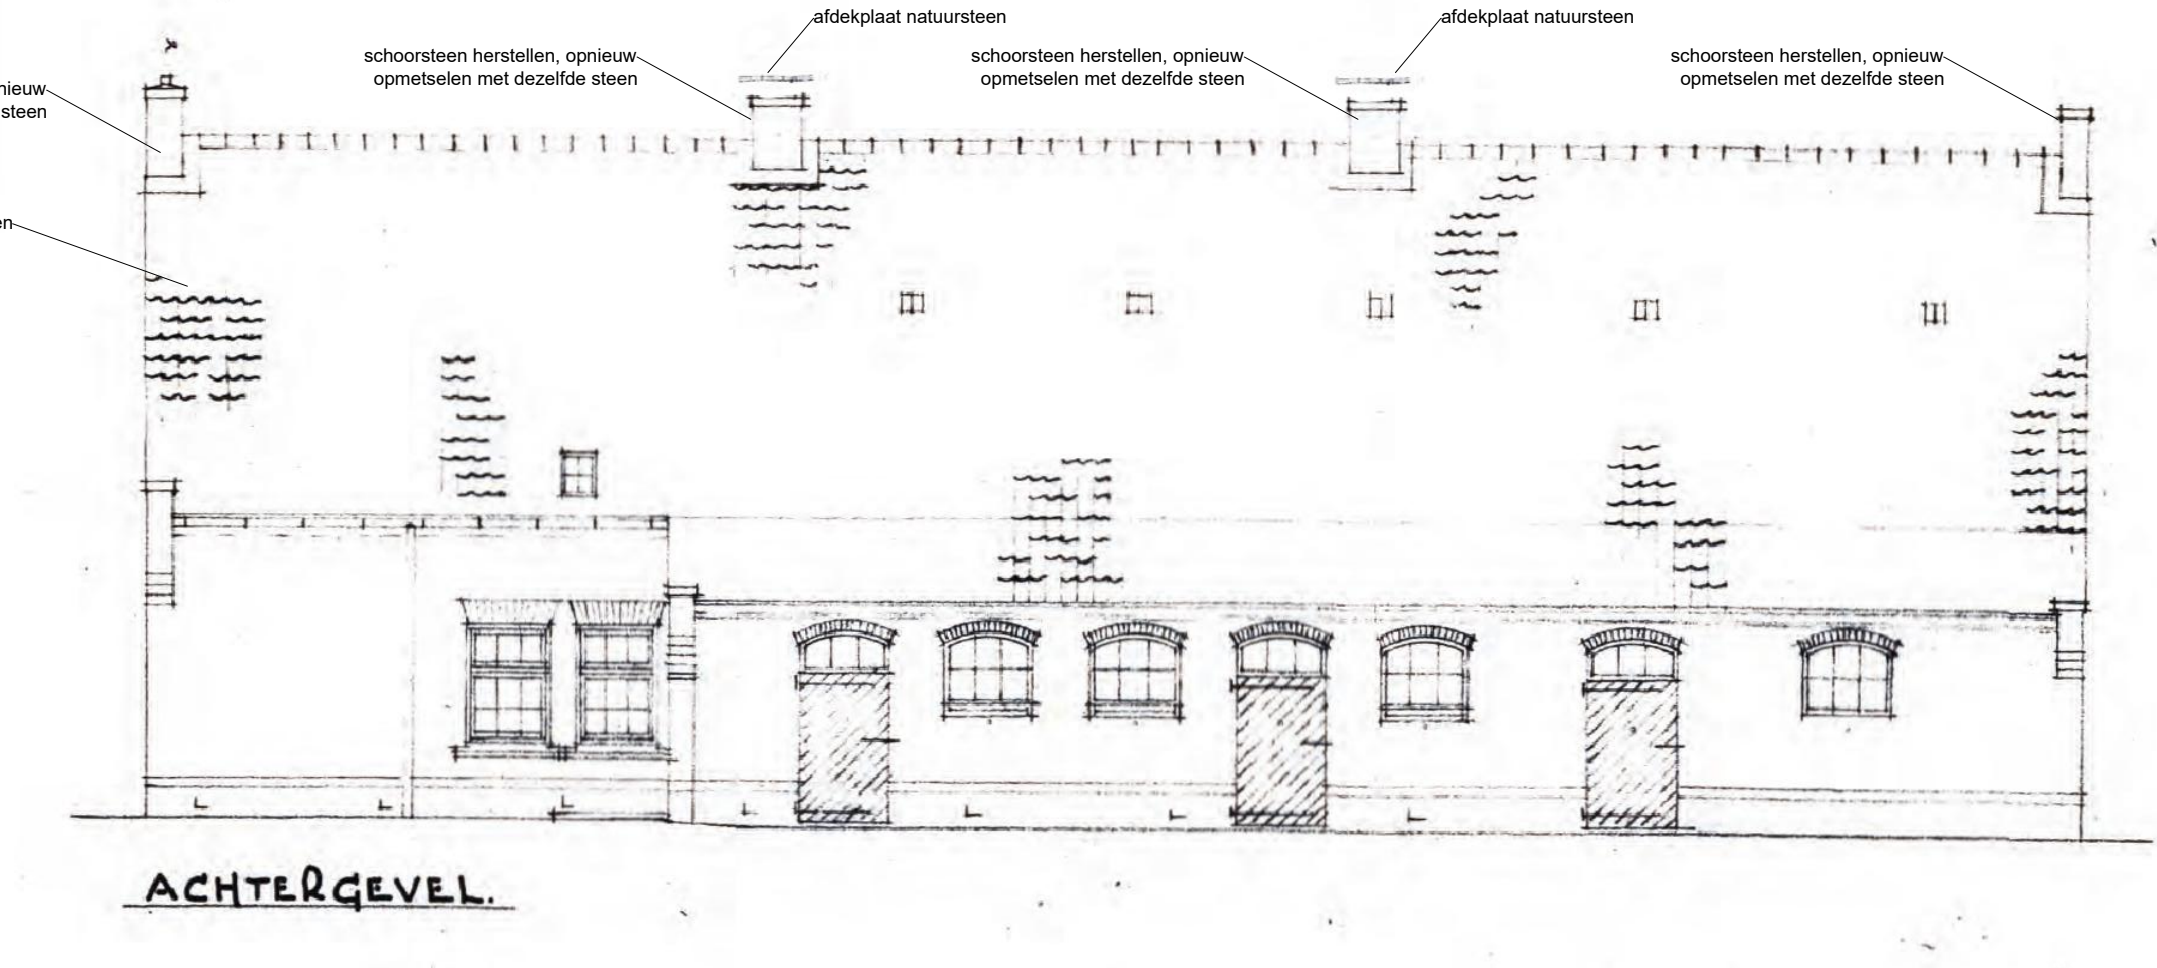 afdekplaat natuursteen
afdekplaat natuursteen
schoorsteen herstellen, opnieuw
opmetselen met dezelfde steen
schoorsteen herstellen, opnieuw
opmetselen met dezelfde steen
schoorsteen herstellen, opnieuw
opmetselen met dezelfde steen
nieuw
steen
en
ACHTERGEVEL.